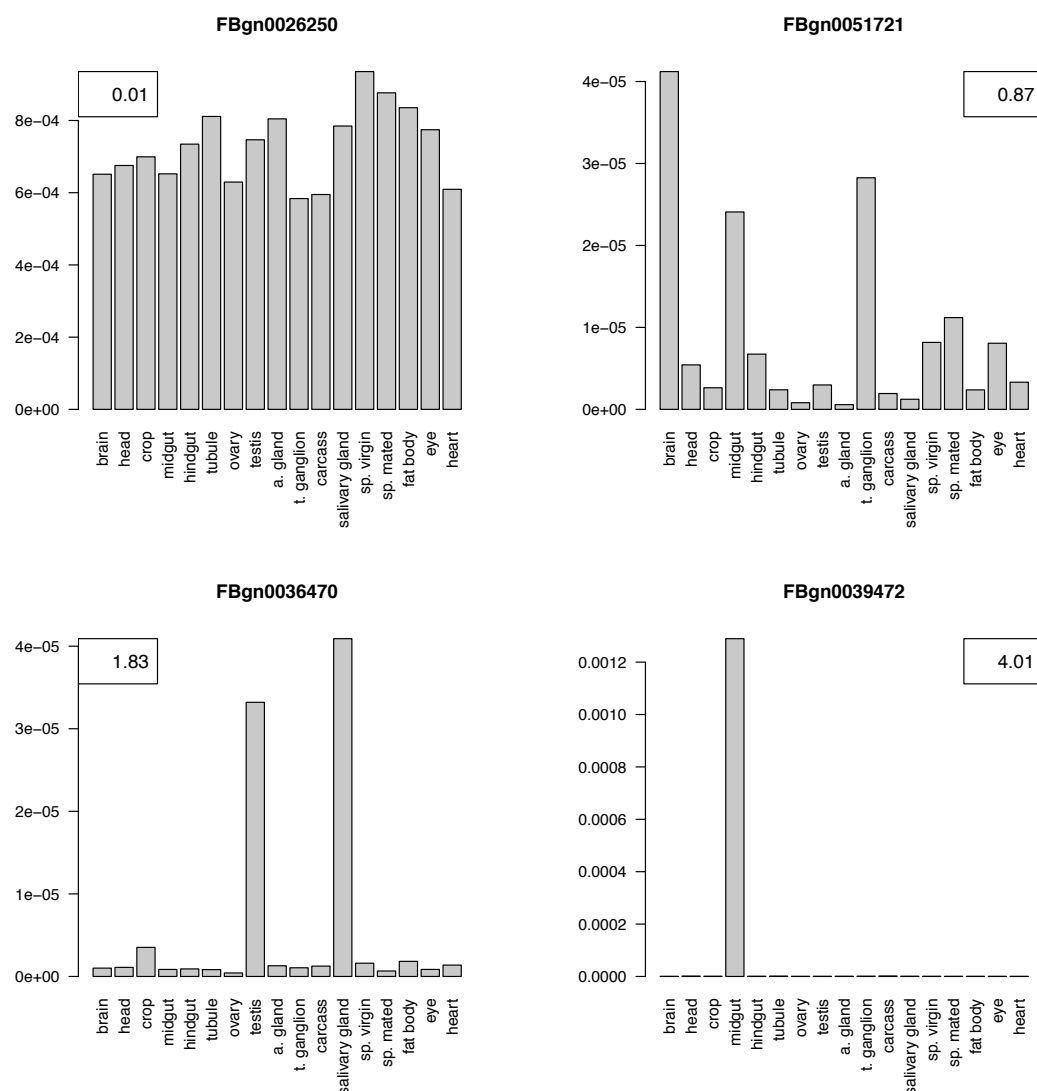 FBgn0026250
0.01
8e−04
6e−04
4e−04
2e−04
0e+00
brain
head
crop
midgut
hindgut
tubule
ovary
testis
a. gland
t. ganglion
carcass
salivary gland
sp. virgin
sp. mated
fat body
eye
heart
FBgn0051721
0.87
4e−05
3e−05
2e−05
1e−05
0e+00
brain
head
crop
midgut
hindgut
tubule
ovary
testis
a. gland
t. ganglion
carcass
salivary gland
sp. virgin
sp. mated
fat body
eye
heart
FBgn0036470
1.83
4e−05
3e−05
2e−05
1e−05
0e+00
brain
head
crop
midgut
hindgut
tubule
ovary
testis
a. gland
t. ganglion
carcass
salivary gland
sp. virgin
sp. mated
fat body
eye
heart
FBgn0039472
4.01
0.0012
0.0010
0.0008
0.0006
0.0004
0.0002
0.0000
brain
head
crop
midgut
hindgut
tubule
ovary
testis
a. gland
t. ganglion
carcass
salivary gland
sp. virgin
sp. mated
fat body
eye
heart